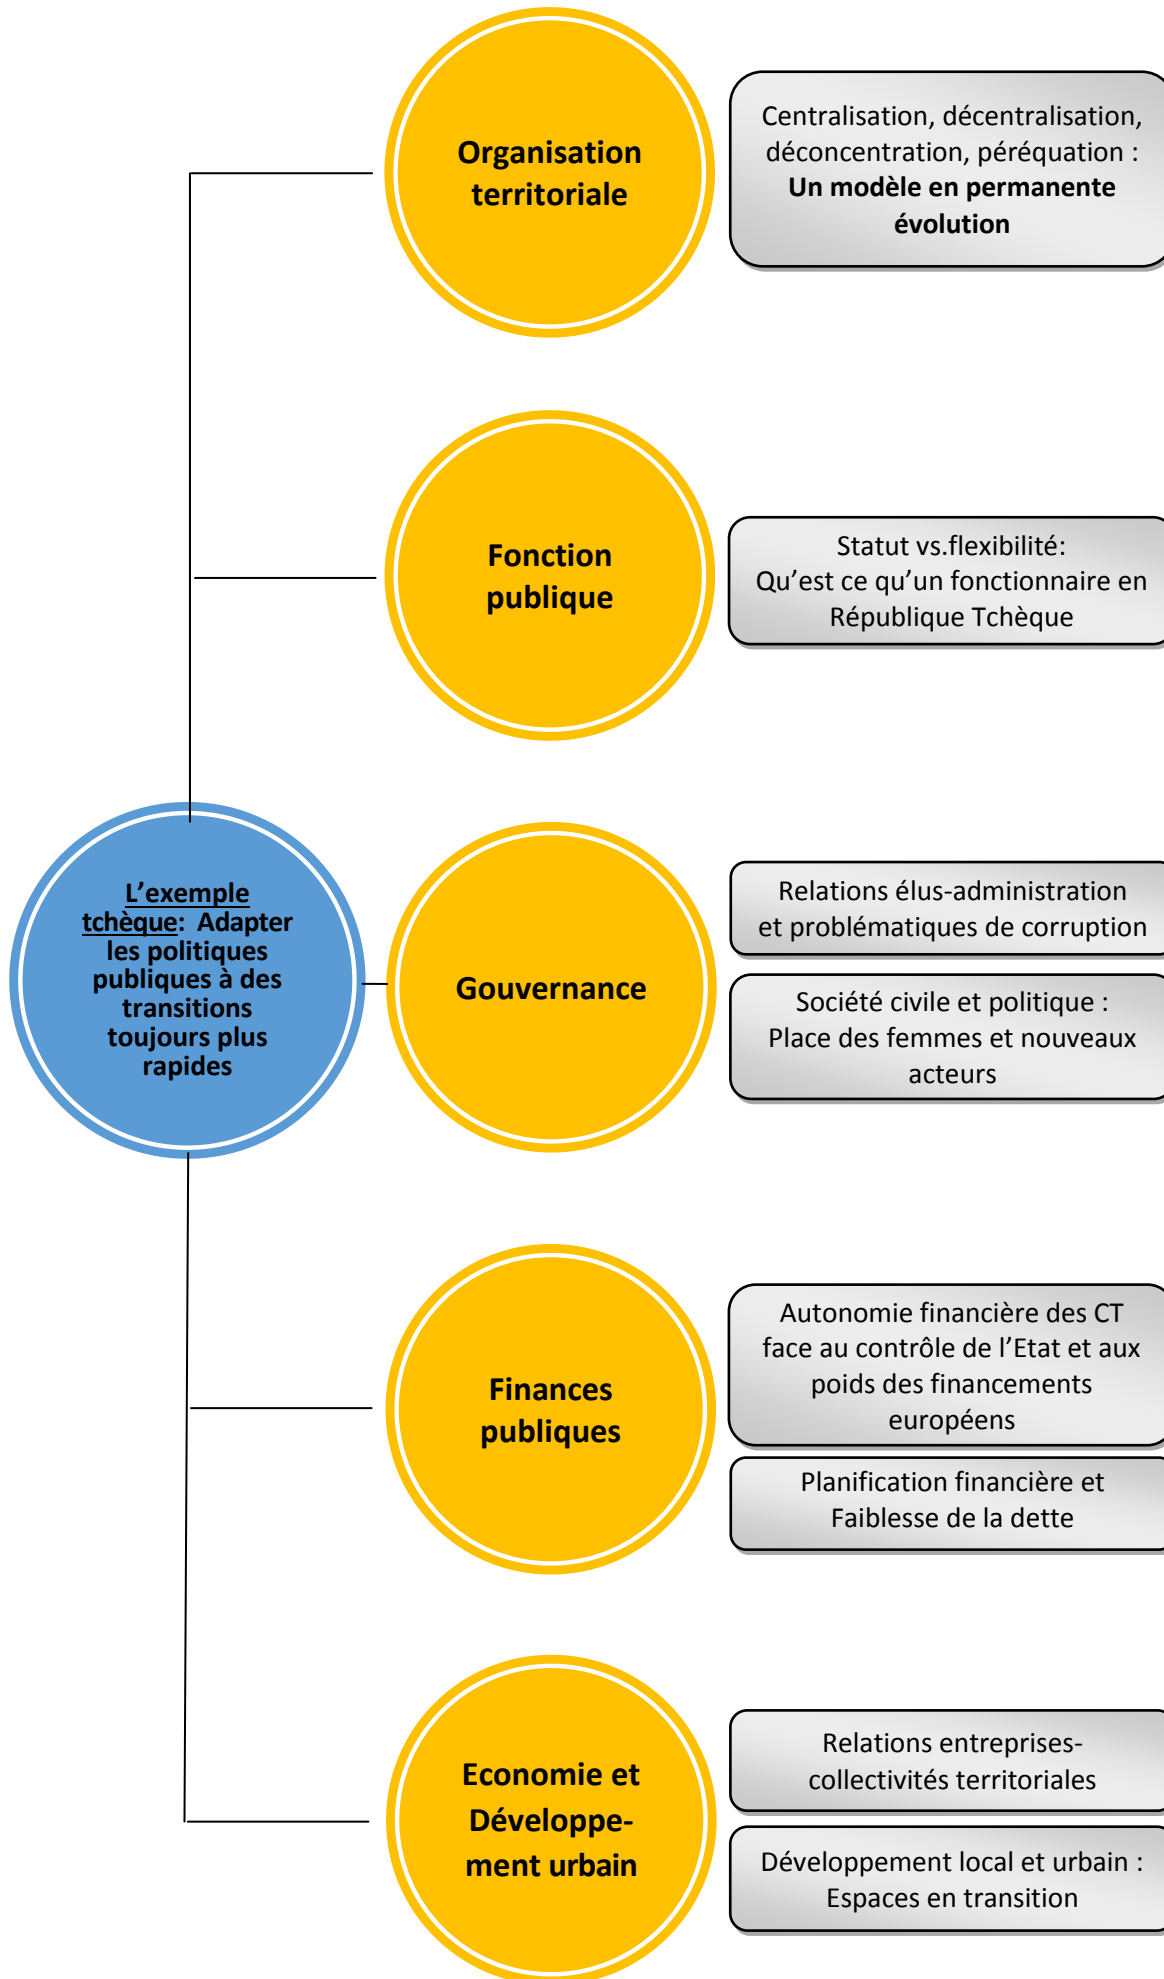 Organisation
territoriale
Centralisation, décentralisation,
déconcentration, péréquation :
Un modèle en permanente
évolution
Fonction
publique
Statut vs.flexibilité:
Qu’est ce qu’un fonctionnaire en
République Tchèque
L’exemple
tchèque: Adapter
les politiques
publiques à des
transitions
toujours plus
rapides
Gouvernance
Relations élus-administration
et problématiques de corruption
Société civile et politique :
Place des femmes et nouveaux
acteurs
Finances
publiques
Autonomie financière des CT
face au contrôle de l’Etat et aux
poids des financements
européens
Planification financière et
Faiblesse de la dette
Economie et
Développe-
ment urbain
Relations entreprises-
collectivités territoriales
Développement local et urbain :
Espaces en transition